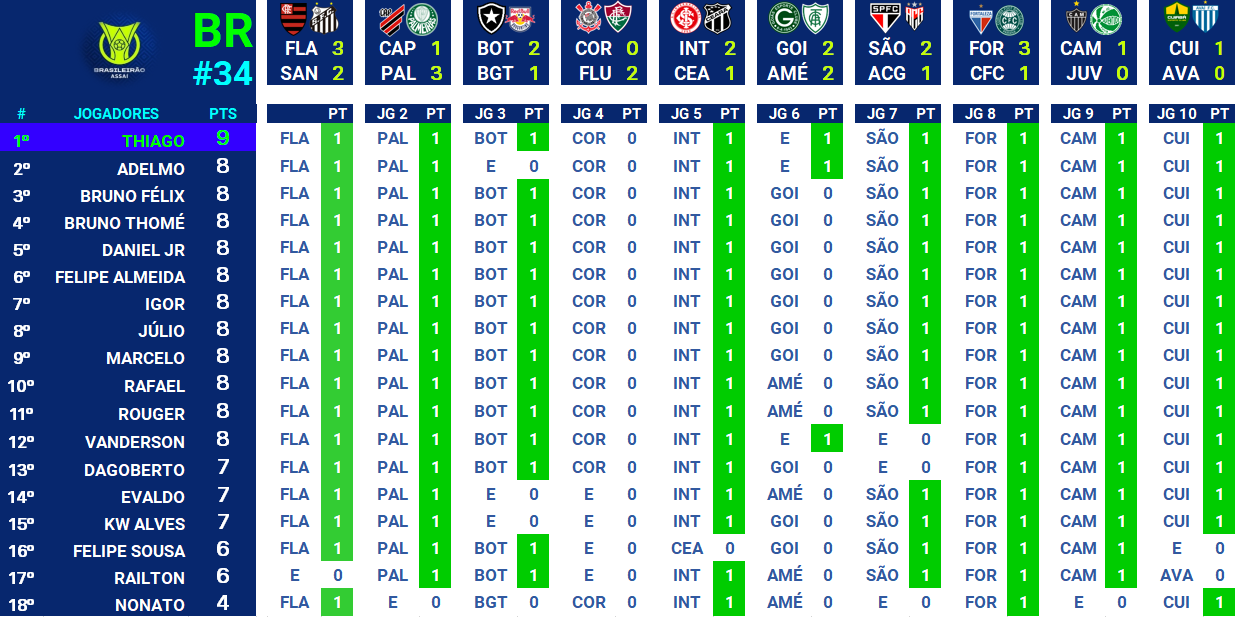 BR
#34
BRASILEIRÃO
ASSAÍ
FLA 3 CAP 1 BOT 2 COR 0 INT 2 GOI 2 SÃO 2 FOR 3 CAM 1 CUI 1
SAN 2 PAL 3 BGT 1 FLU 2 CEA 1 AMÉ 2 ACG 1 CFC 1 JUV 0 AVA 0
# JOGADORES PTS PT JG 2 PT JG 3 PT JG 4 PT JG 5 PT JG 6 PT JG 7 PT JG 8 PT JG 9 PT JG 10 PT
1º THIAGO 9 FLA 1 PAL 1 BOT 1 COR 0 INT 1 E 1 SÃO 1 FOR 1 CAM 1 CUI 1
2º ADELMO 8 FLA 1 PAL 1 E 0 COR 0 INT 1 E 1 SÃO 1 FOR 1 CAM 1 CUI 1
3º BRUNO FÉLIX 8 FLA 1 PAL 1 BOT 1 COR 0 INT 1 GOI 0 SÃO 1 FOR 1 CAM 1 CUI 1
4º BRUNO THOMÉ 8 FLA 1 PAL 1 BOT 1 COR 0 INT 1 GOI 0 SÃO 1 FOR 1 CAM 1 CUI 1
5º DANIEL JR 8 FLA 1 PAL 1 BOT 1 COR 0 INT 1 GOI 0 SÃO 1 FOR 1 CAM 1 CUI 1
6º FELIPE ALMEIDA 8 FLA 1 PAL 1 BOT 1 COR 0 INT 1 GOI 0 SÃO 1 FOR 1 CAM 1 CUI 1
7º IGOR 8 FLA 1 PAL 1 BOT 1 COR 0 INT 1 GOI 0 SÃO 1 FOR 1 CAM 1 CUI 1
8º JÚLIO 8 FLA 1 PAL 1 BOT 1 COR 0 INT 1 GOI 0 SÃO 1 FOR 1 CAM 1 CUI 1
9º MARCELO 8 FLA 1 PAL 1 BOT 1 COR 0 INT 1 GOI 0 SÃO 1 FOR 1 CAM 1 CUI 1
10º RAFAEL 8 FLA 1 PAL 1 BOT 1 COR 0 INT 1 AMÉ 0 SÃO 1 FOR 1 CAM 1 CUI 1
11º ROUGER 8 FLA 1 PAL 1 BOT 1 COR 0 INT 1 AMÉ 0 SÃO 1 FOR 1 CAM 1 CUI 1
12º VANDERSON 8 FLA 1 PAL 1 BOT 1 COR 0 INT 1 E 1 E 0 FOR 1 CAM 1 CUI 1
13º DAGOBERTO 7 FLA 1 PAL 1 BOT 1 COR 0 INT 1 GOI 0 E 0 FOR 1 CAM 1 CUI 1
14º EVALDO 7 FLA 1 PAL 1 E 0 E 0 INT 1 AMÉ 0 SÃO 1 FOR 1 CAM 1 CUI 1
15º KW ALVES 7 FLA 1 PAL 1 E 0 E 0 INT 1 GOI 0 SÃO 1 FOR 1 CAM 1 CUI 1
16º FELIPE SOUSA 6 FLA 1 PAL 1 BOT 1 E 0 CEA 0 GOI 0 SÃO 1 FOR 1 CAM 1 E 0
17º RAILTON 6 E 0 PAL 1 BOT 1 E 0 INT 1 AMÉ 0 SÃO 1 FOR 1 CAM 1 AVA 0
18º NONATO 4 FLA 1 E 0 BGT 0 COR 0 INT 1 AMÉ 0 E 0 FOR 1 E 0 CUI 1